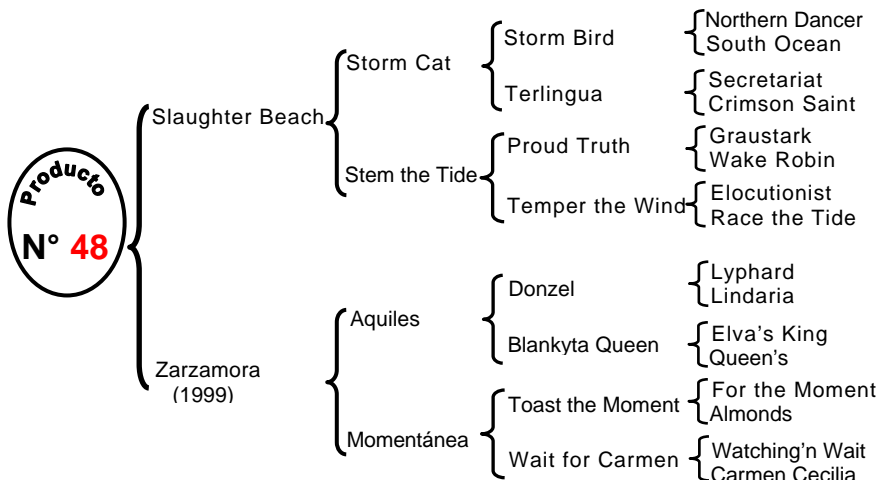 Producto
N° 48
Slaughter Beach
Zarzamora
(1999)
Storm Cat
Stem the Tide
Aquiles
Momentánea
Storm Bird
Terlingua
Proud Truth
Temper the Wind
Donzel
Blankyta Queen
Toast the Moment
Wait for Carmen
Northern Dancer
South Ocean
Secretariat
Crimson Saint
Graustark
Wake Robin
Elocutionist
Race the Tide
Lyphard
Lindaria
Elva's King
Queen's
For the Moment
Almonds
Watching'n Wait
Carmen Cecilia